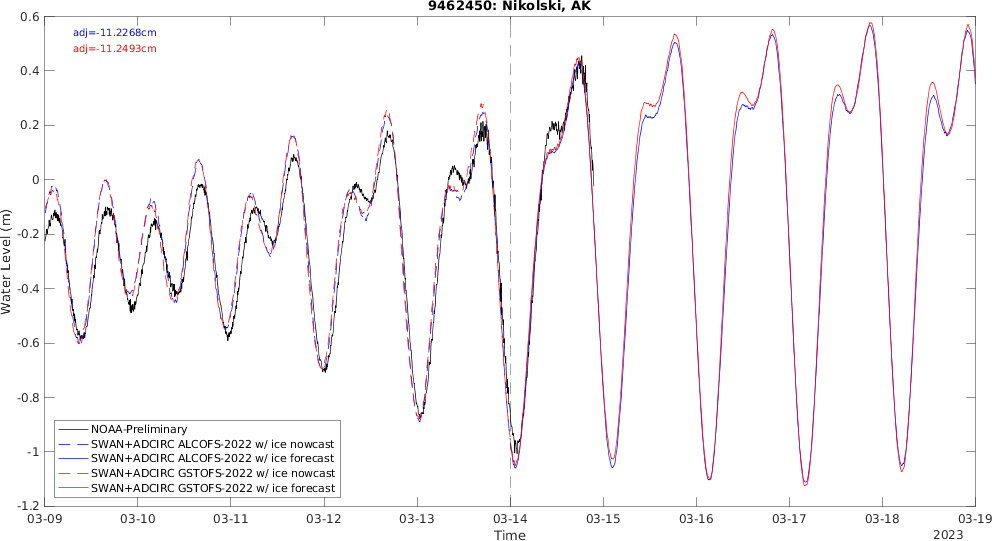 9462450: Nikolski, AK
adj=-11.2268cm
adj=-11.2493cm
Water Level (m)
0.6
0.4
0.2
0
-0.2
-0.4
-0.6
-0.8
-1
-1.2
NOAA-Preliminary
SWAN+ADCIRC ALCOFS-2022 w/ ice nowcast
SWAN+ADCIRC ALCOFS-2022 w/ ice forecast
SWAN+ADCIRC GSTOFS-2022 w/ ice nowcast
SWAN+ADCIRC GSTOFS-2022 w/ ice forecast
03-09 03-10 03-11 03-12 03-13 03-14 03-15 03-16 03-17 03-18 03-19
Time
2023